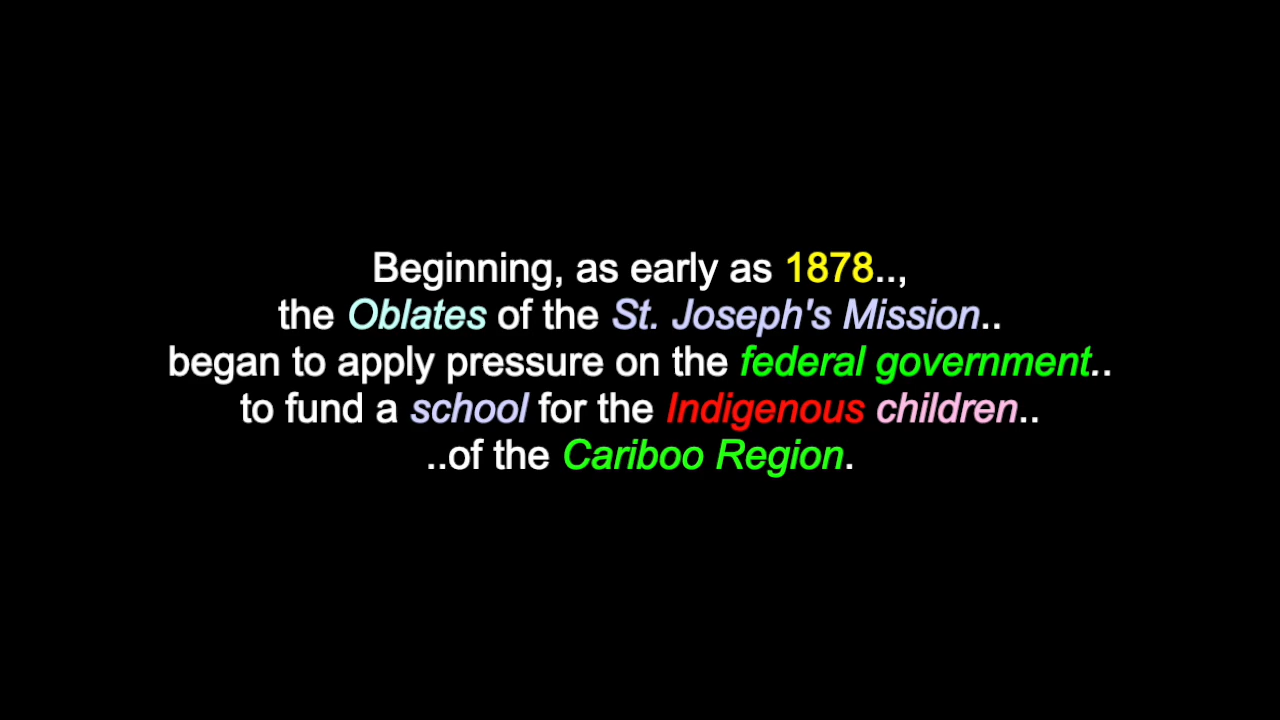 Beginning, as early as 1878..,
the Oblates of the St. Joseph's Mission..
began to apply pressure on the federal government..
to fund a school for the Indigenous children..
..of the Cariboo Region.